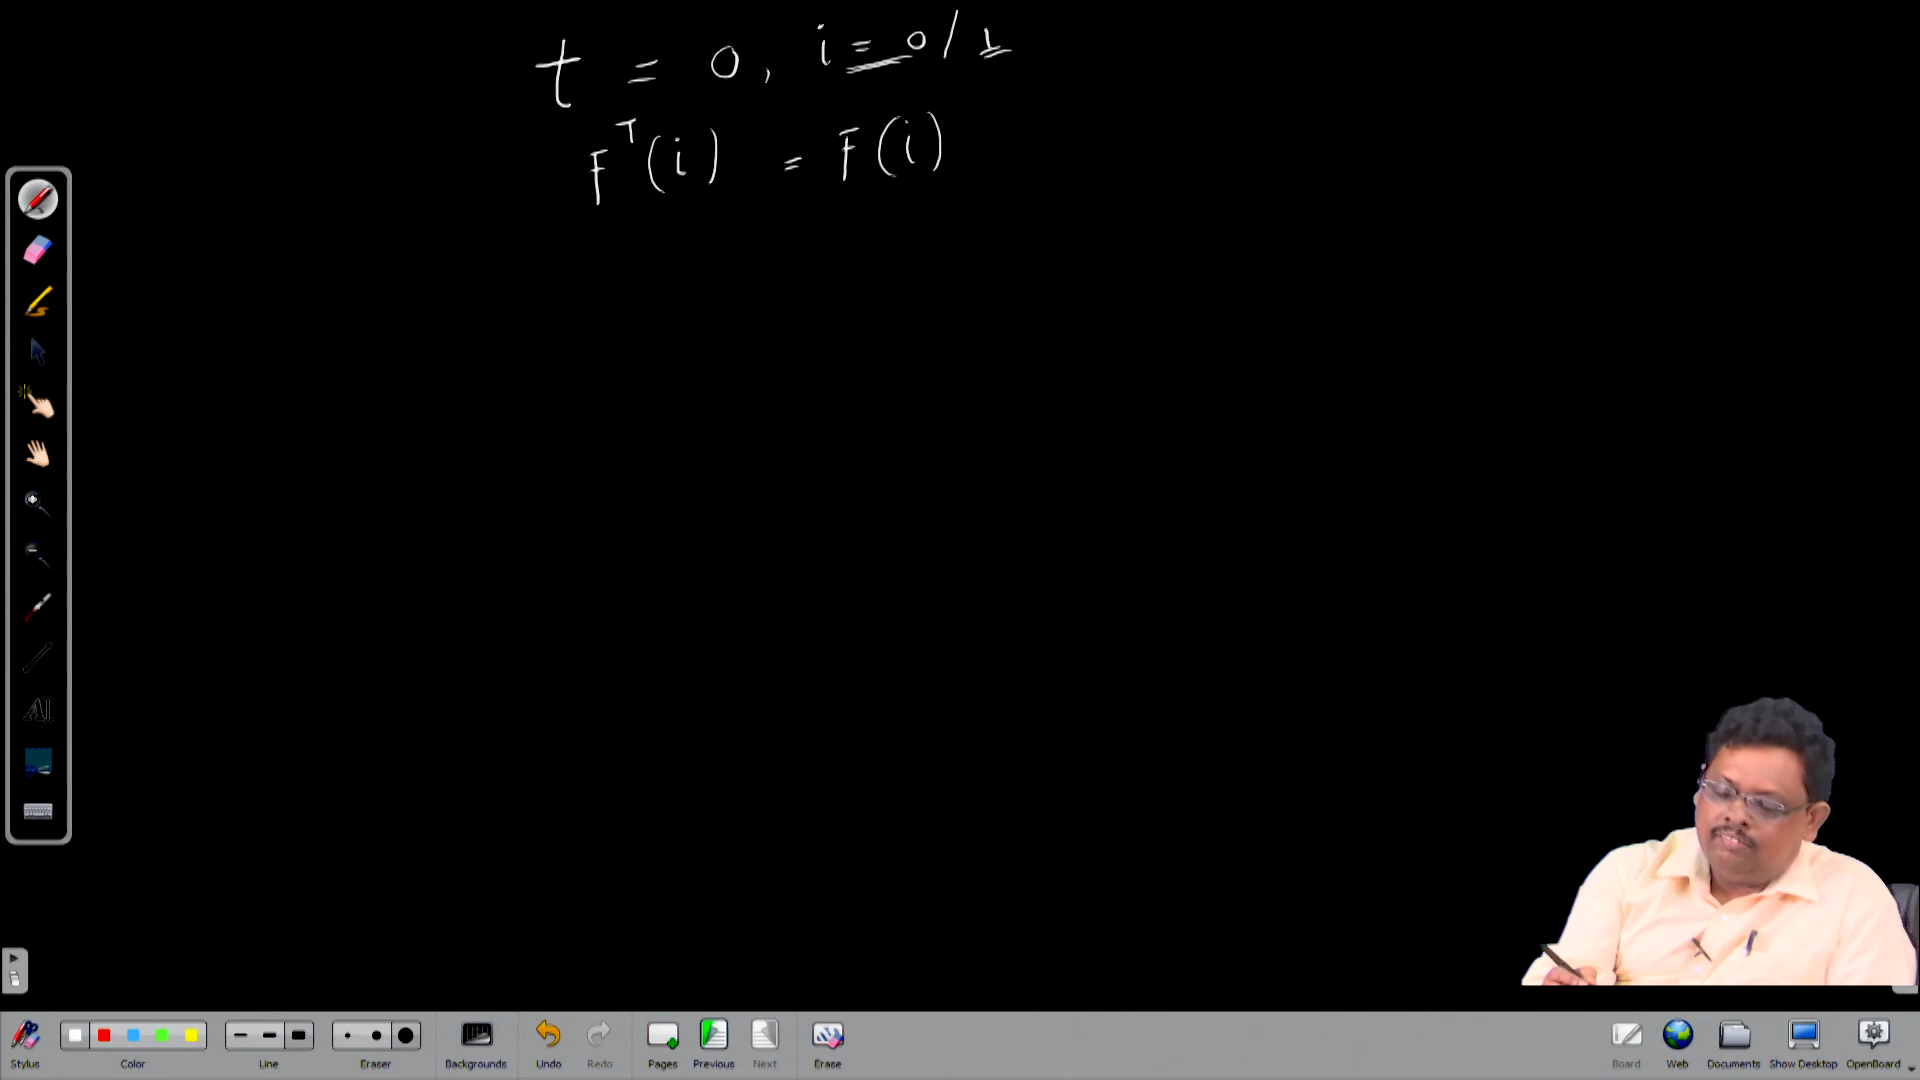 t = 0, i = 0/1
F^T(i) = F(i)
AI
Stylus
Color
Line
Eraser
Backgrounds
Undo
Redo
Pages
Previous
Next
Erase
Board
Web
Documents
Show Desktop
OpenBoard